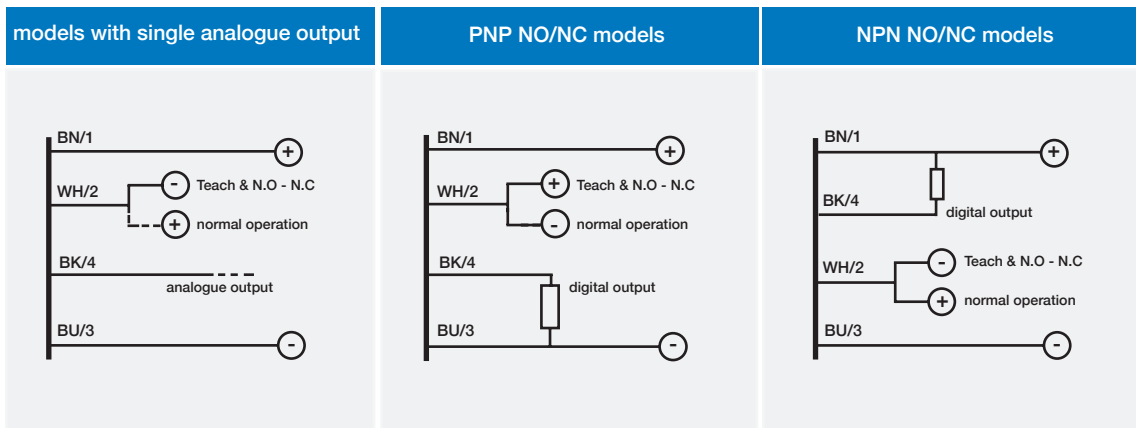 models with single analogue output
BN/1
+
-
Teach & N.O - N.C
WH/2
+
normal operation
BK/4
analogue output
BU/3
-
PNP NO/NC models
BN/1
+
+
Teach & N.O - N.C
WH/2
-
normal operation
BK/4
digital output
BU/3
-
NPN NO/NC models
BN/1
+
BK/4
digital output
-
Teach & N.O - N.C
WH/2
+
normal operation
BU/3
-